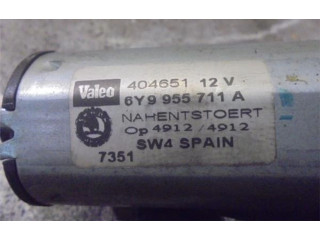 Valeo 404651 12 V
6Y9 955 711 A
NAHENTSTOERT
Op 4912 / 4912
SW4 SPAIN
7351